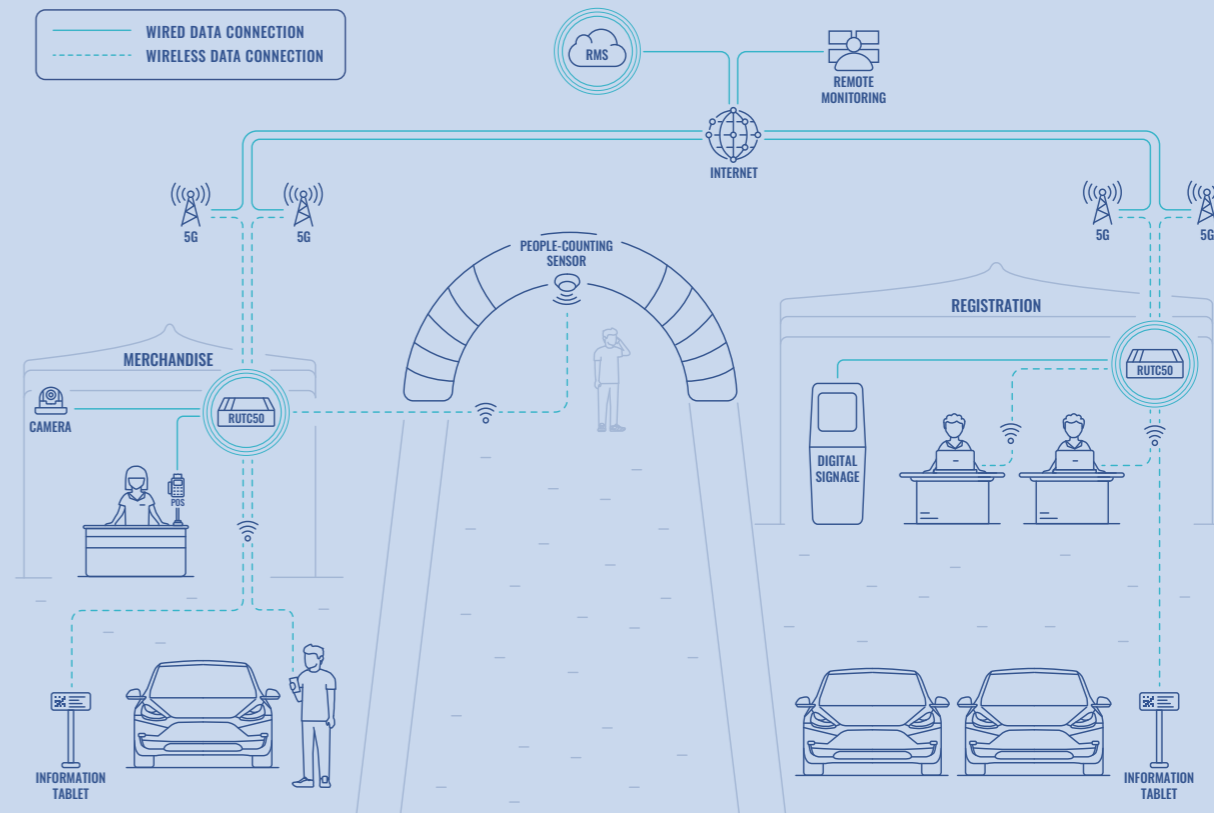 WIRED DATA CONNECTION
WIRELESS DATA CONNECTION
RMS
REMOTE
MONITORING
INTERNET
5G
5G
5G
5G
PEOPLE-COUNTING
SENSOR
REGISTRATION
MERCHANDISE
RUTC50
RUTC50
CAMERA
DIGITAL
SIGNAGE
POS
INFORMATION
TABLET
INFORMATION
TABLET